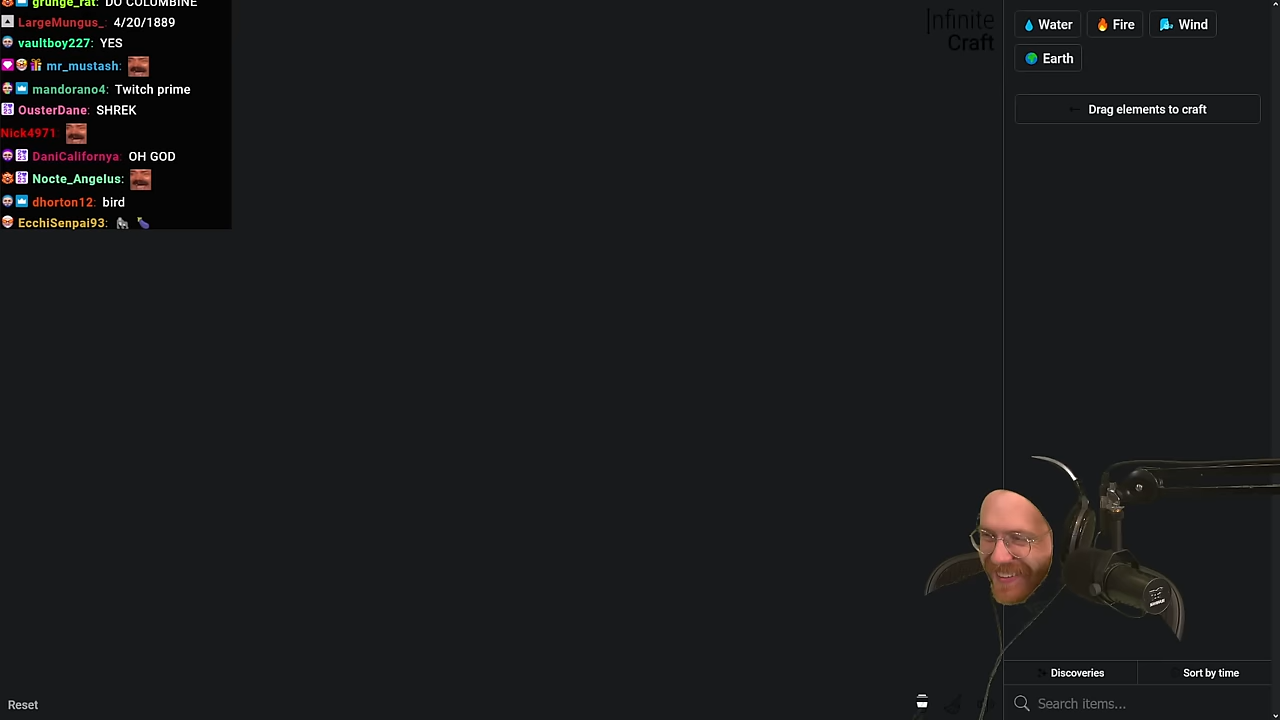 grunge_rat: DO COLUMBINE
LargeMungus_: 4/20/1889
vaultboy227: YES
mr_mustash:
mandorano4: Twitch prime
OusterDane: SHREK
Nick4971
DaniCalifornya: OH GOD
Nocte_Angelus:
dhorton12: bird
EcchiSenpai93:
Infinite
Craft
Water
Fire
Wind
Earth
Drag elements to craft
Discoveries
Sort by time
Search items...
Reset